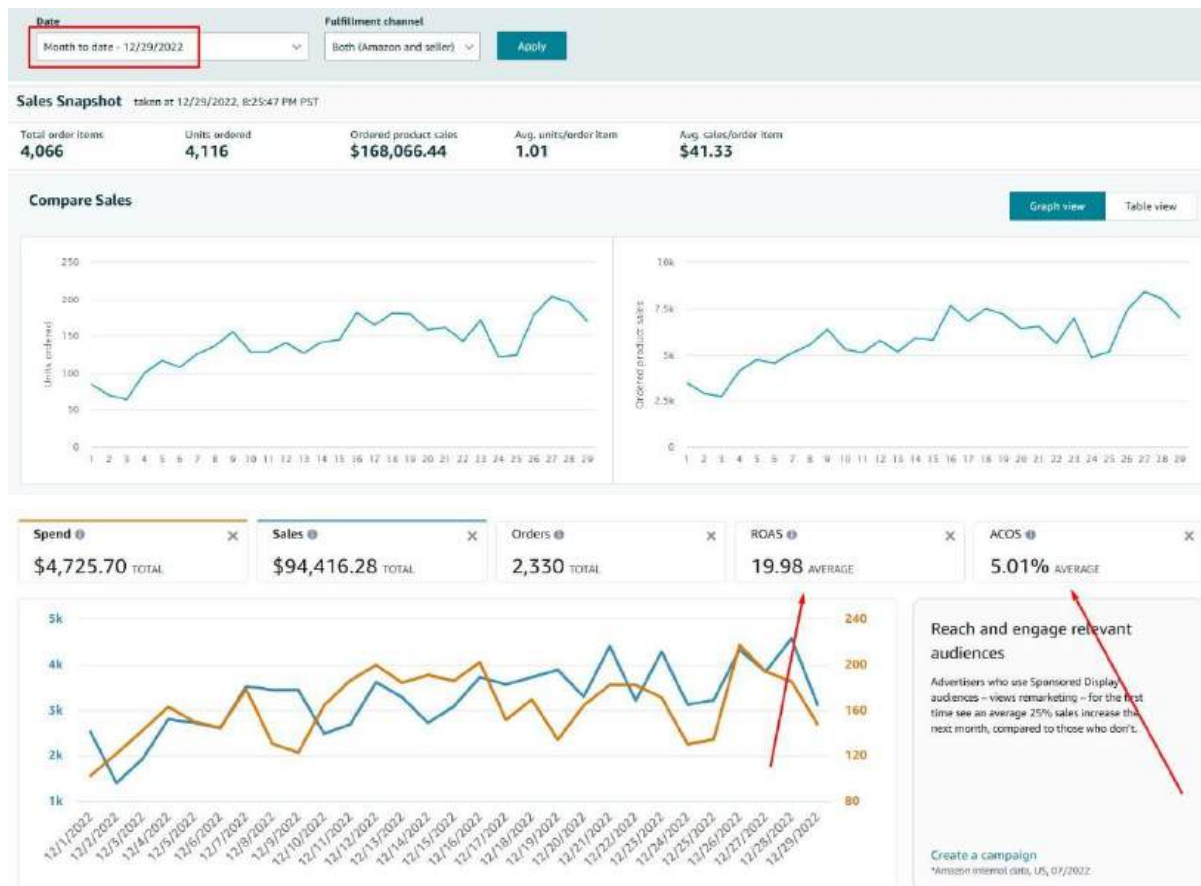 Date Fulfillment channel
Month to date - 12/29/2022 Both (Amazon and seller) Apply
Sales Snapshot taken at 12/29/2022, 8:25:47 PM PST
Total order items Units ordered Ordered product sales Avg. units/order item Avg. sales/order item
4,066 4,116 $168,066.44 1.01 $41.33
Compare Sales Graph view Table view
250
200
150
100
50
0
Units ordered
1 2 3 4 5 6 7 8 9 10 11 12 13 14 15 16 17 18 19 20 21 22 23 24 25 26 27 28 29
10k
7.5k
5k
2.5k
0
Ordered product sales
1 2 3 4 5 6 7 8 9 10 11 12 13 14 15 16 17 18 19 20 21 22 23 24 25 26 27 28 29
Spend Sales Orders ROAS ACOS
$4,725.70 TOTAL $94,416.28 TOTAL 2,330 TOTAL 19.98 AVERAGE 5.01% AVERAGE
5k 240
4k 200
3k 160
2k 120
1k 80
12/1/2022 12/2/2022 12/3/2022 12/4/2022 12/5/2022 12/6/2022 12/7/2022 12/8/2022 12/9/2022 12/10/2022 12/11/2022 12/12/2022 12/13/2022 12/14/2022 12/15/2022 12/16/2022 12/17/2022 12/18/2022 12/19/2022 12/20/2022 12/21/2022 12/22/2022 12/23/2022 12/24/2022 12/25/2022 12/26/2022 12/27/2022 12/28/2022 12/29/2022
Reach and engage relevant
audiences
Advertisers who use Sponsored Display
audiences – views remarketing – for the first
time see an average 25% sales increase the
next month, compared to those who don't.
Create a campaign
*Amazon internal data, US, 07/2022